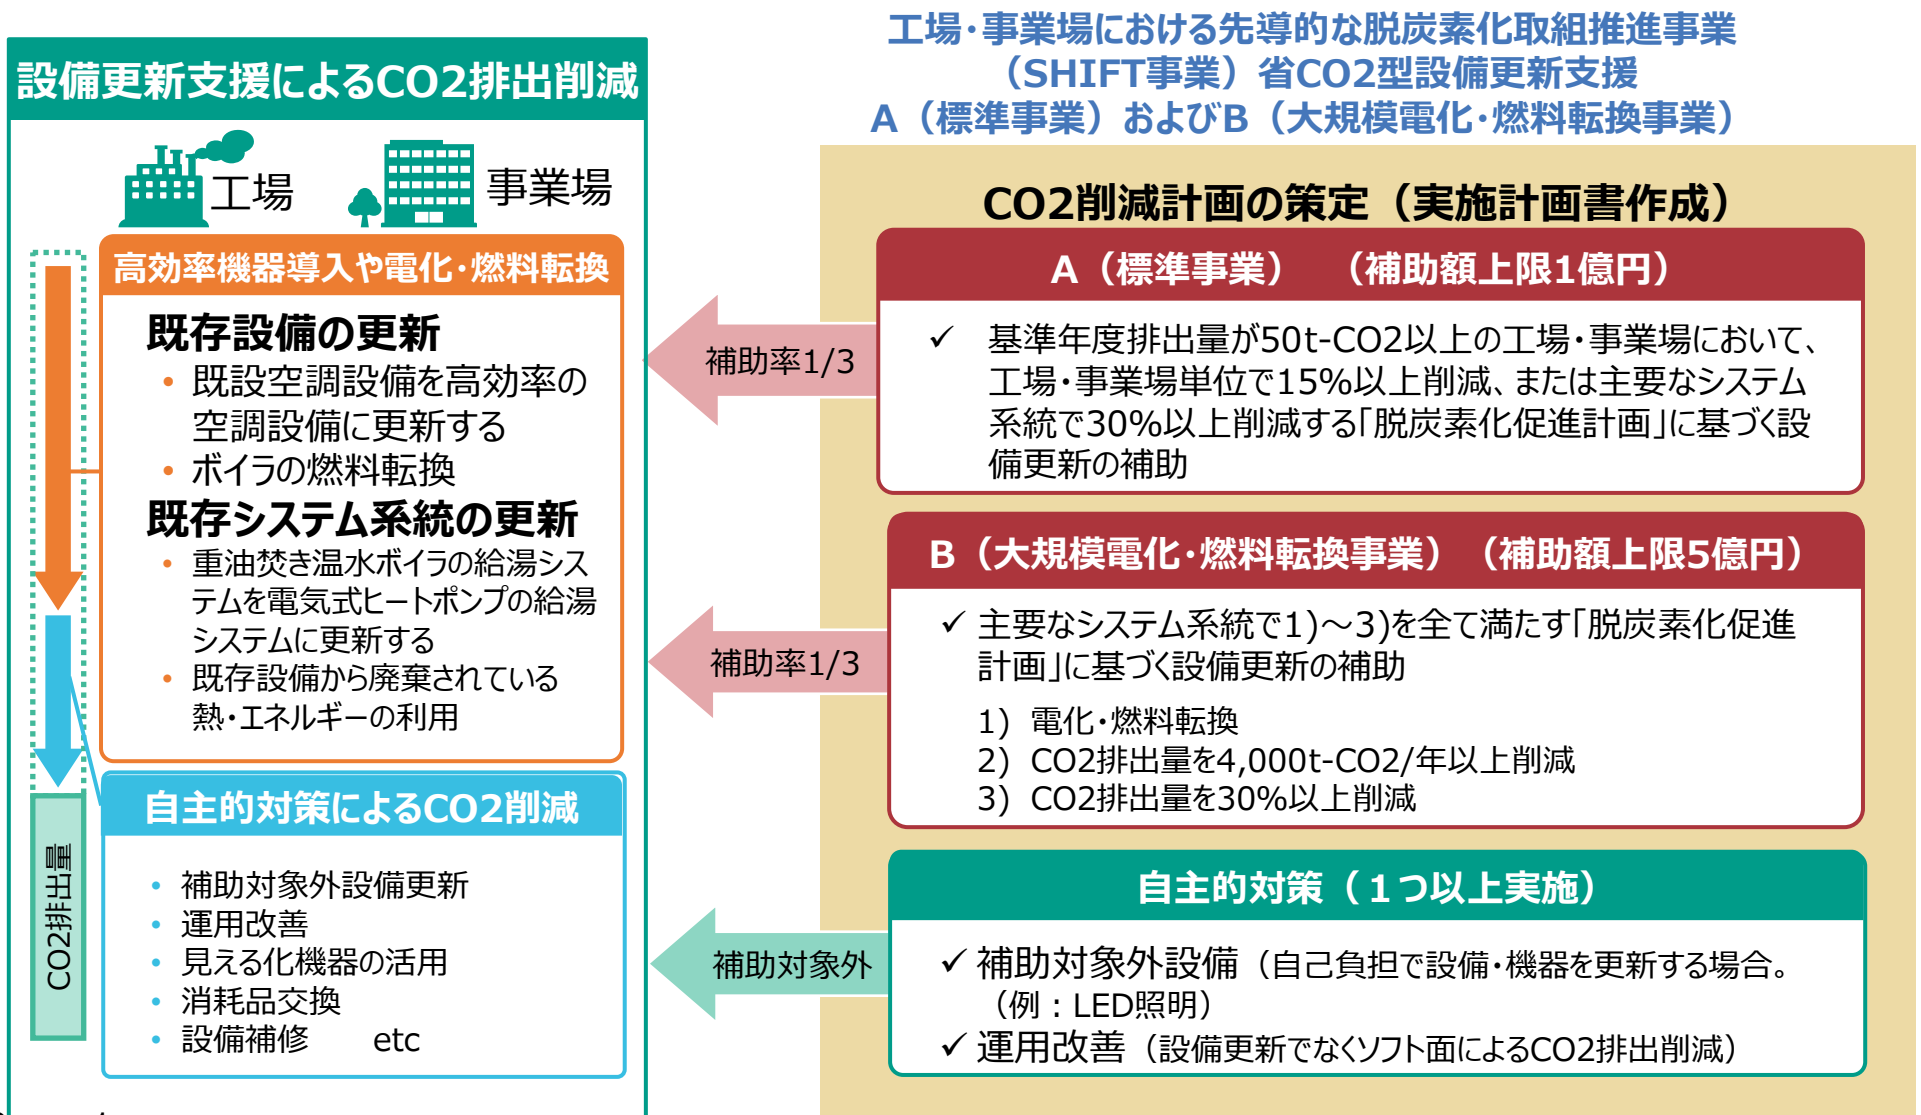 工場・事業場における先導的な脱炭素化取組推進事業
（SHIFT事業）省CO2型設備更新支援
A（標準事業）およびB（大規模電化・燃料転換事業）
設備更新支援によるCO2排出削減
工場
事業場
高効率機器導入や電化・燃料転換
既存設備の更新
• 既設空調設備を高効率の
空調設備に更新する
• ボイラの燃料転換
既存システム系統の更新
• 重油焚き温水ボイラの給湯シス
テムを電気式ヒートポンプの給湯
システムに更新する
• 既存設備から廃棄されている
熱・エネルギーの利用
自主的対策によるCO2削減
• 補助対象外設備更新
• 運用改善
• 見える化機器の活用
• 消耗品交換
• 設備補修　　etc
CO2排出量
補助率1/3
補助率1/3
補助対象外
CO2削減計画の策定（実施計画書作成）
A（標準事業）　（補助額上限1億円）
✓ 基準年度排出量が50t-CO2以上の工場・事業場において、
工場・事業場単位で15%以上削減、または主要なシステム
系統で30%以上削減する「脱炭素化促進計画」に基づく設
備更新の補助
B（大規模電化・燃料転換事業）（補助額上限5億円）
✓ 主要なシステム系統で1)～3)を全て満たす「脱炭素化促進
計画」に基づく設備更新の補助
1) 電化・燃料転換
2) CO2排出量を4,000t-CO2/年以上削減
3) CO2排出量を30%以上削減
自主的対策（１つ以上実施）
✓ 補助対象外設備（自己負担で設備・機器を更新する場合。
（例：LED照明）
✓ 運用改善（設備更新でなくソフト面によるCO2排出削減）